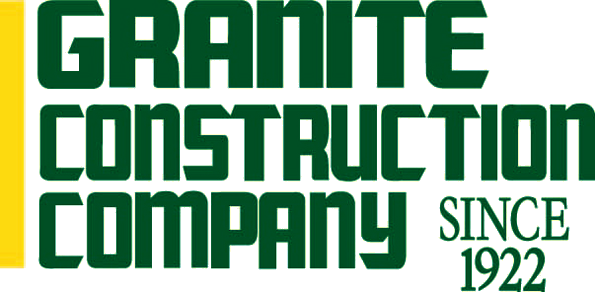 GRANITE
CONSTRUCTION
COMPANY
SINCE
1922